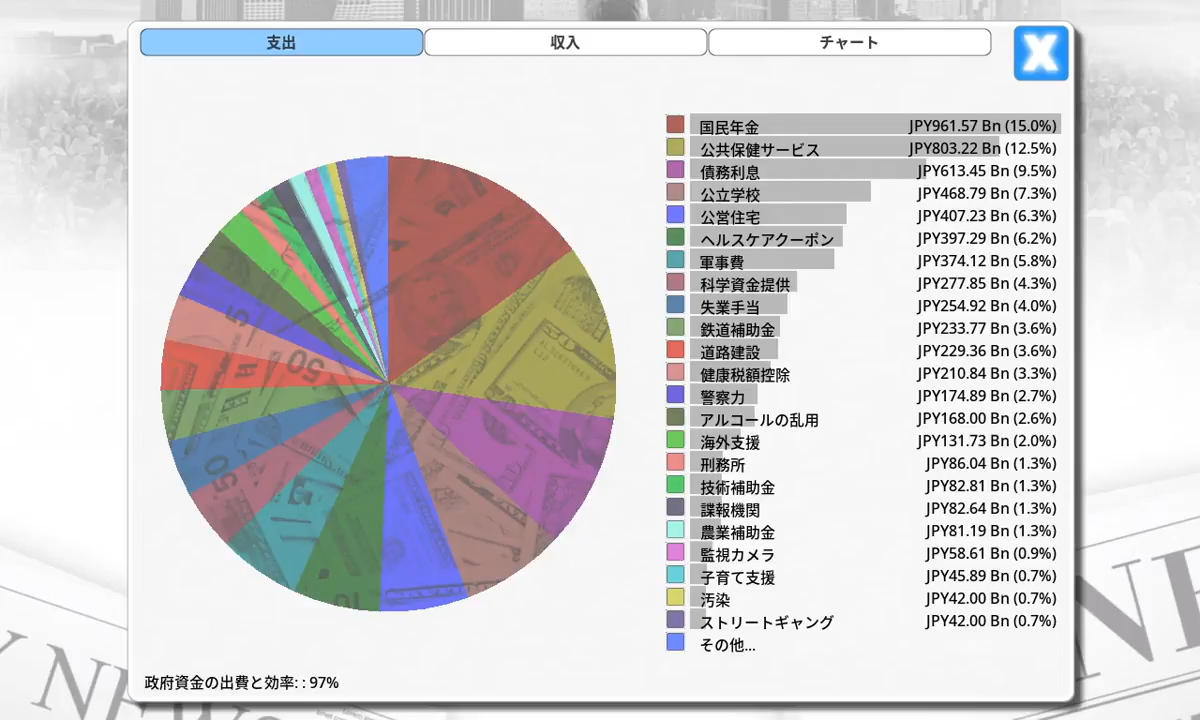 支出
収入
チャート
X
国民年金 JPY961.57 Bn (15.0%)
公共保健サービス JPY803.22 Bn (12.5%)
債務利息 JPY613.45 Bn (9.5%)
公立学校 JPY468.79 Bn (7.3%)
公営住宅 JPY407.23 Bn (6.3%)
ヘルスケアクーポン JPY397.29 Bn (6.2%)
軍事費 JPY374.12 Bn (5.8%)
科学資金提供 JPY277.85 Bn (4.3%)
失業手当 JPY254.92 Bn (4.0%)
鉄道補助金 JPY233.77 Bn (3.6%)
道路建設 JPY229.36 Bn (3.6%)
健康税額控除 JPY210.84 Bn (3.3%)
警察力 JPY174.89 Bn (2.7%)
アルコールの乱用 JPY168.00 Bn (2.6%)
海外支援 JPY131.73 Bn (2.0%)
刑務所 JPY86.04 Bn (1.3%)
技術補助金 JPY82.81 Bn (1.3%)
諜報機関 JPY82.64 Bn (1.3%)
農業補助金 JPY81.19 Bn (1.3%)
監視カメラ JPY58.61 Bn (0.9%)
子育て支援 JPY45.89 Bn (0.7%)
汚染 JPY42.00 Bn (0.7%)
ストリートギャング JPY42.00 Bn (0.7%)
その他...
政府資金の出費と効率: : 97%